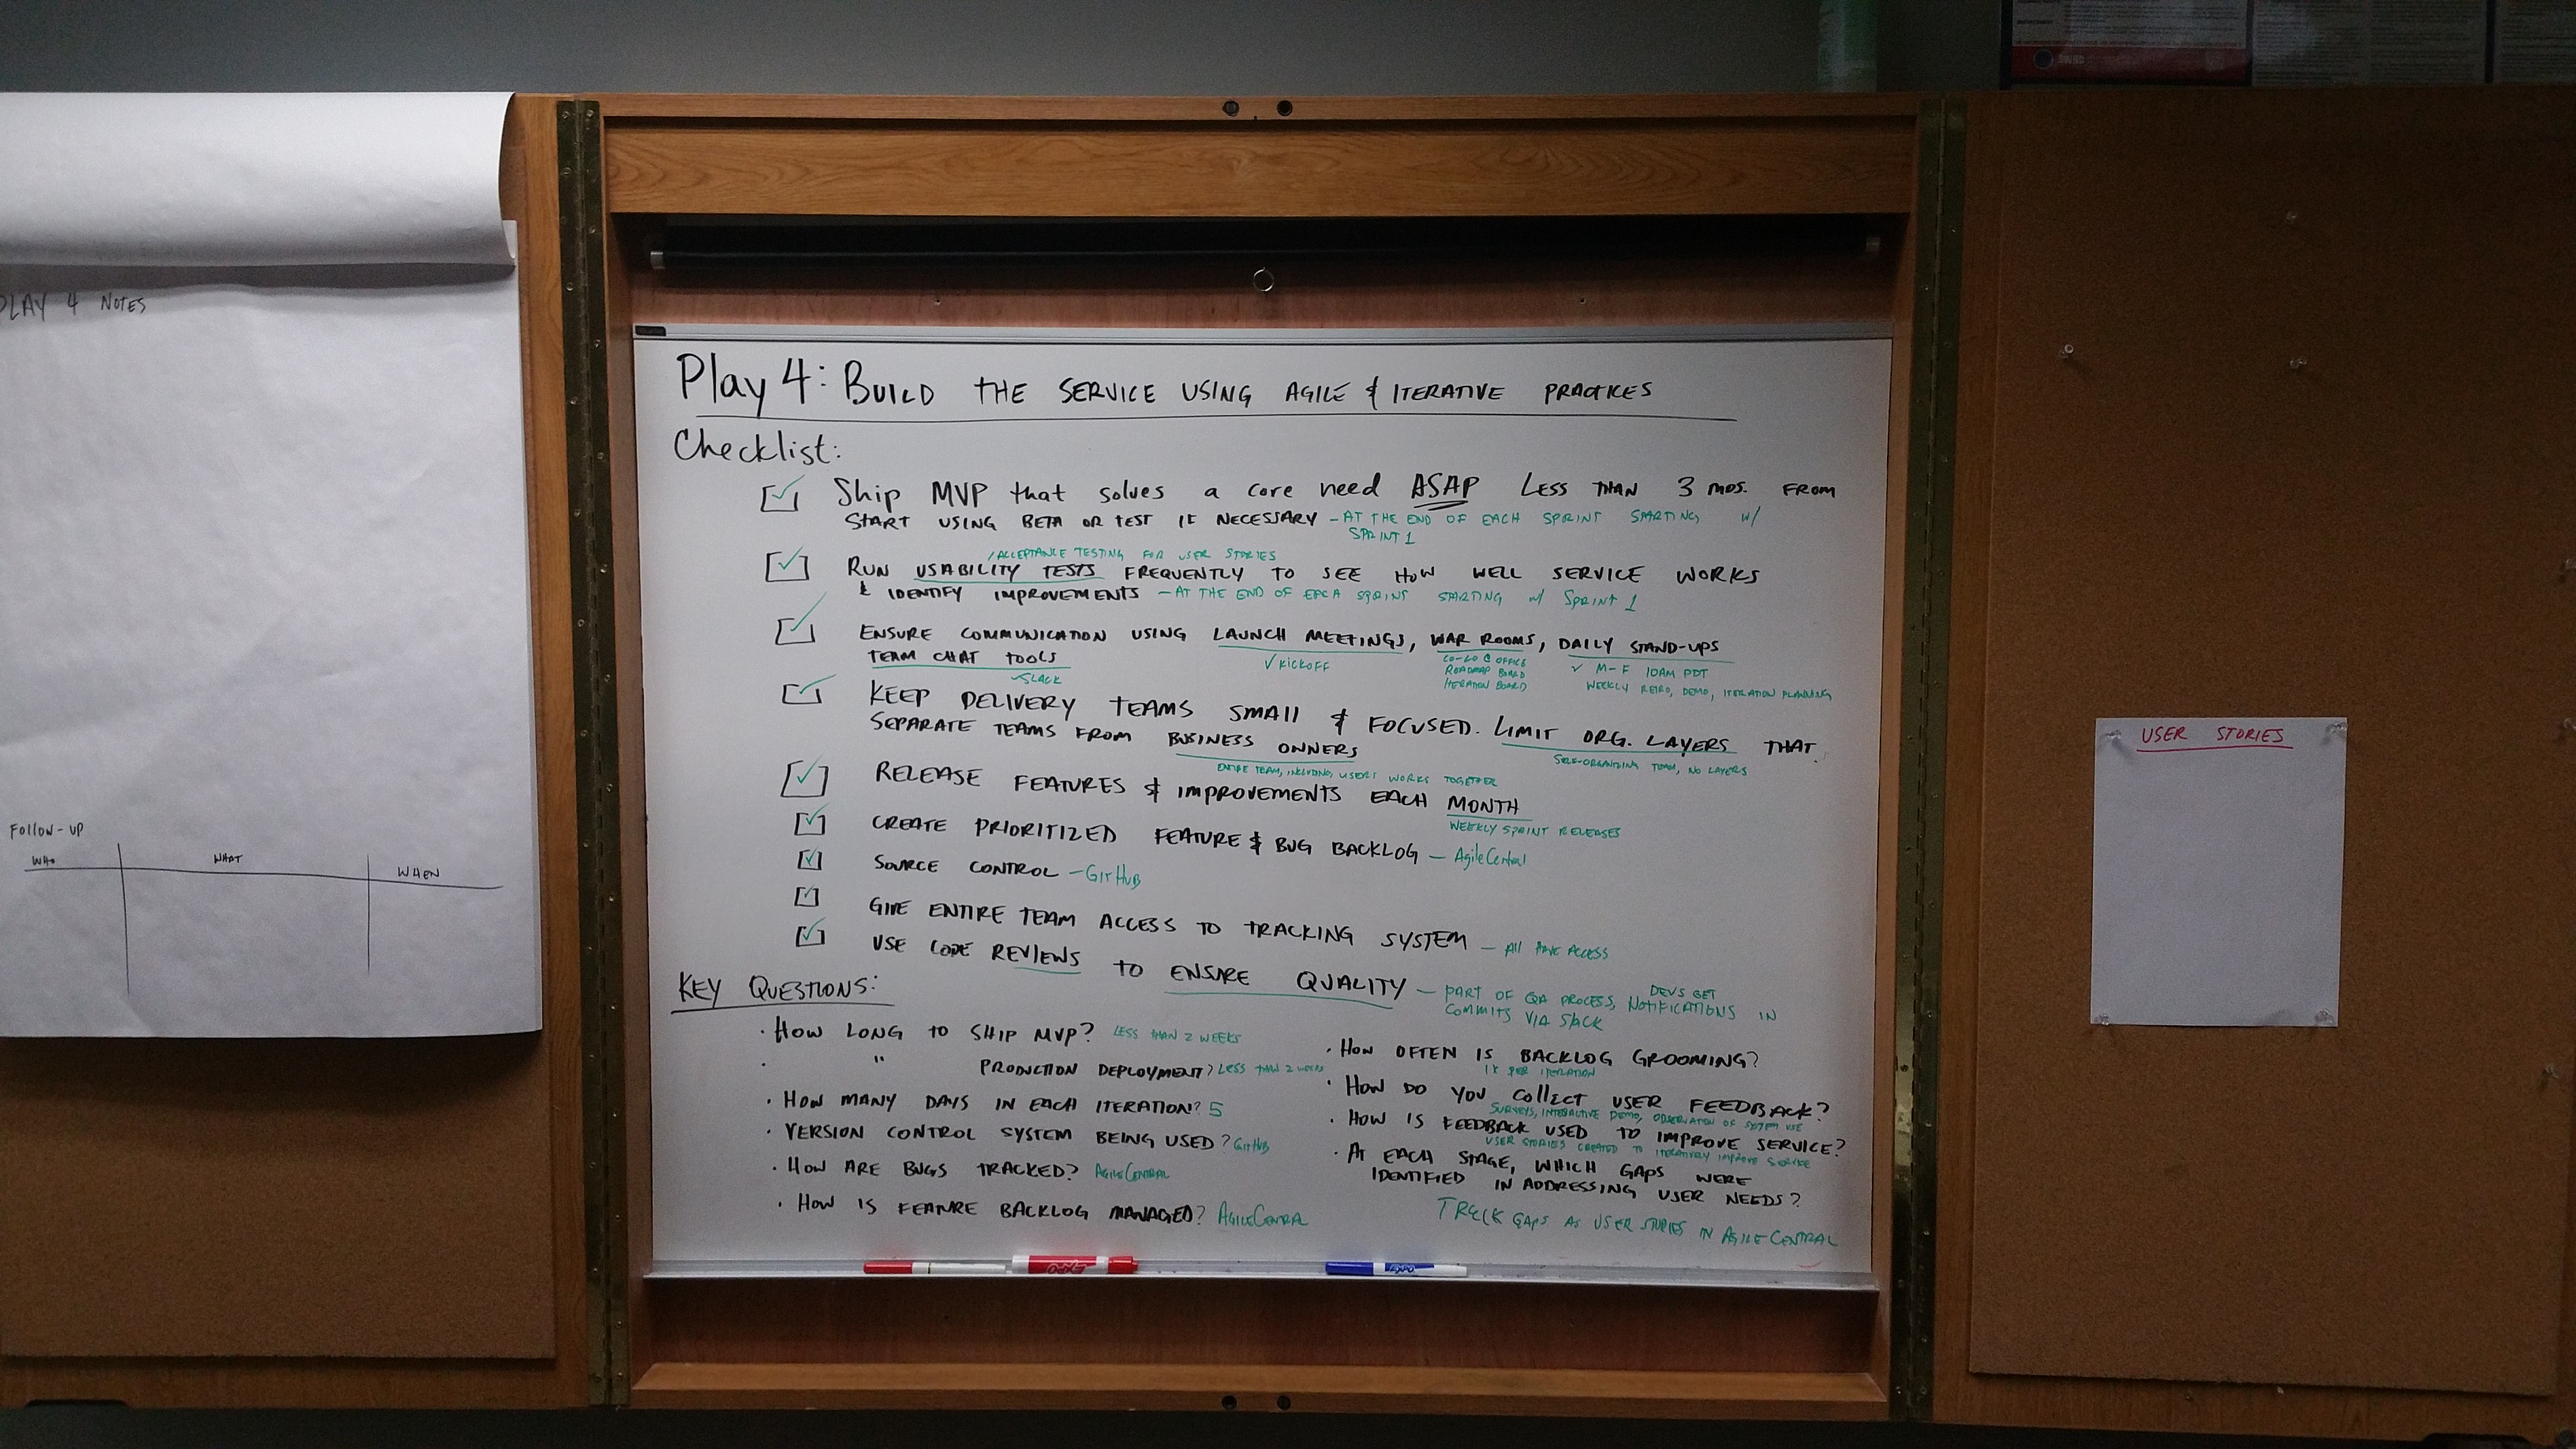 PLAY 4 NOTES
FOLLOW-UP
WHO WHAT WHEN
Play 4: BUILD THE SERVICE USING AGILE & ITERATIVE PRACTICES
Checklist:
Ship MVP that solves a core need ASAP LESS THAN 3 MOS. FROM
START USING BETA OR TEST IF NECESSARY - AT THE END OF EACH SPRINT STARTING W/
SPRINT 1
/ACCEPTANCE TESTING FOR USER STORIES
RUN USABILITY TESTS FREQUENTLY TO SEE HOW WELL SERVICE WORKS
& IDENTIFY IMPROVEMENTS - AT THE END OF EACH SPRINT STARTING W/ SPRINT 1
ENSURE COMMUNICATION USING LAUNCH MEETINGS, WAR ROOMS, DAILY STAND-UPS
TEAM CHAT TOOLS
✓SLACK
✓ KICKOFF
CO-LO @ OFFICE
ROADMAP BOARD
ITERATION BOARD
✓ M-F 10AM PDT
WEEKLY RETRO, DEMO, ITERATION PLANNING
KEEP DELIVERY TEAMS SMALL & FOCUSED. LIMIT ORG. LAYERS THAT
SEPARATE TEAMS FROM BUSINESS OWNERS
ENTIRE TEAM, INCLUDING USERS WORKS TOGETHER
SELF-ORGANIZING TEAM, NO LAYERS
RELEASE FEATURES & IMPROVEMENTS EACH MONTH
WEEKLY SPRINT RELEASES
CREATE PRIORITIZED FEATURE & BUG BACKLOG - AgileCentral
SOURCE CONTROL - GITHUB
GIVE ENTIRE TEAM ACCESS TO TRACKING SYSTEM - All HAVE ACCESS
USE CODE REVIEWS TO ENSURE QUALITY - PART OF QA PROCESS, DEVS GET NOTIFICATIONS IN
COMMITS VIA SLACK
KEY QUESTIONS:
· HOW LONG TO SHIP MVP? LESS THAN 2 WEEKS
· " PRODUCTION DEPLOYMENT? LESS THAN 2 WEEKS
· HOW MANY DAYS IN EACH ITERATION? 5
· VERSION CONTROL SYSTEM BEING USED? GITHUB
· HOW ARE BUGS TRACKED? AGILECENTRAL
· HOW IS FEATURE BACKLOG MANAGED? AGILECENTRAL
· HOW OFTEN IS BACKLOG GROOMING?
1X PER ITERATION
· HOW DO YOU COLLECT USER FEEDBACK?
SURVEYS, INTERACTIVE DEMO, OBSERVATION OF SYSTEM USE
· HOW IS FEEDBACK USED TO IMPROVE SERVICE?
USER STORIES CREATED TO ITERATIVELY IMPROVE SERVICE
· AT EACH STAGE, WHICH GAPS WERE
IDENTIFIED IN ADDRESSING USER NEEDS?
TRACK GAPS AS USER STORIES IN AGILE CENTRAL
EXPO
EXPO
USER STORIES